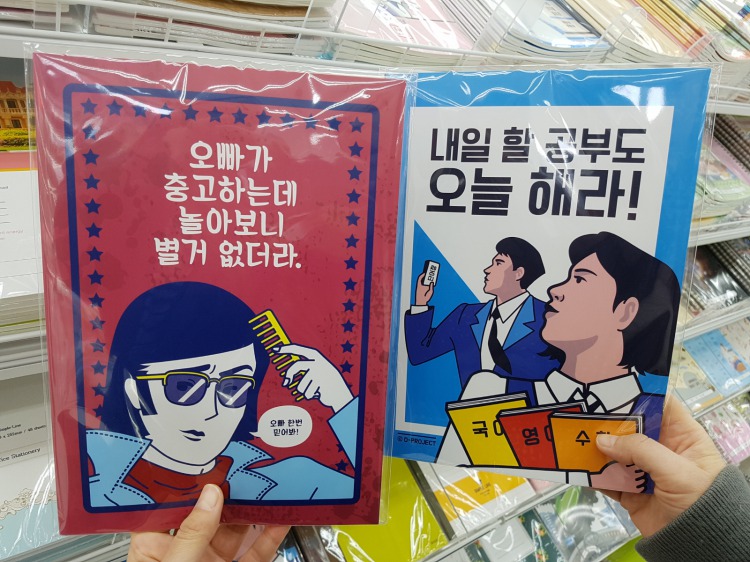 오빠가
충고하는데
놀아보니
별거 없더라.
오빠 한번
믿어봐!
내일 할 공부도
오늘 해라!
국
영어
수
© D-PROJECT